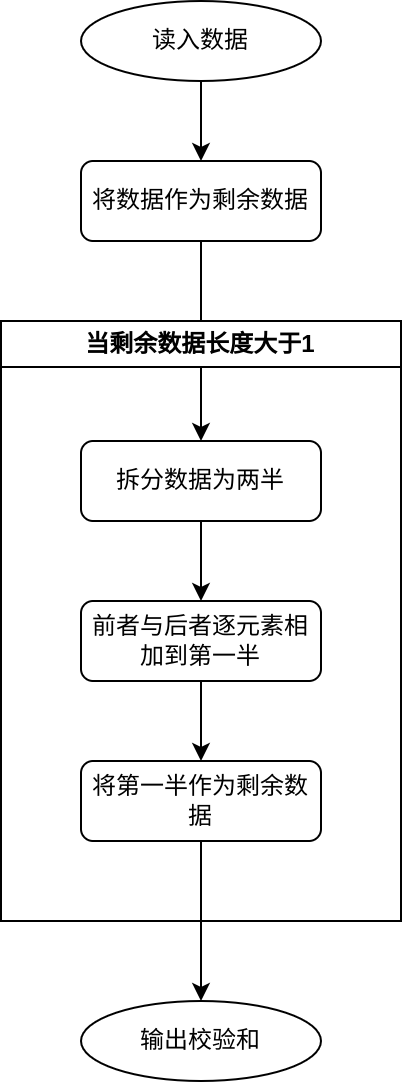 读入数据
将数据作为剩余数据
当剩余数据长度大于1
拆分数据为两半
前者与后者逐元素相
加到第一半
将第一半作为剩余数
据
输出校验和